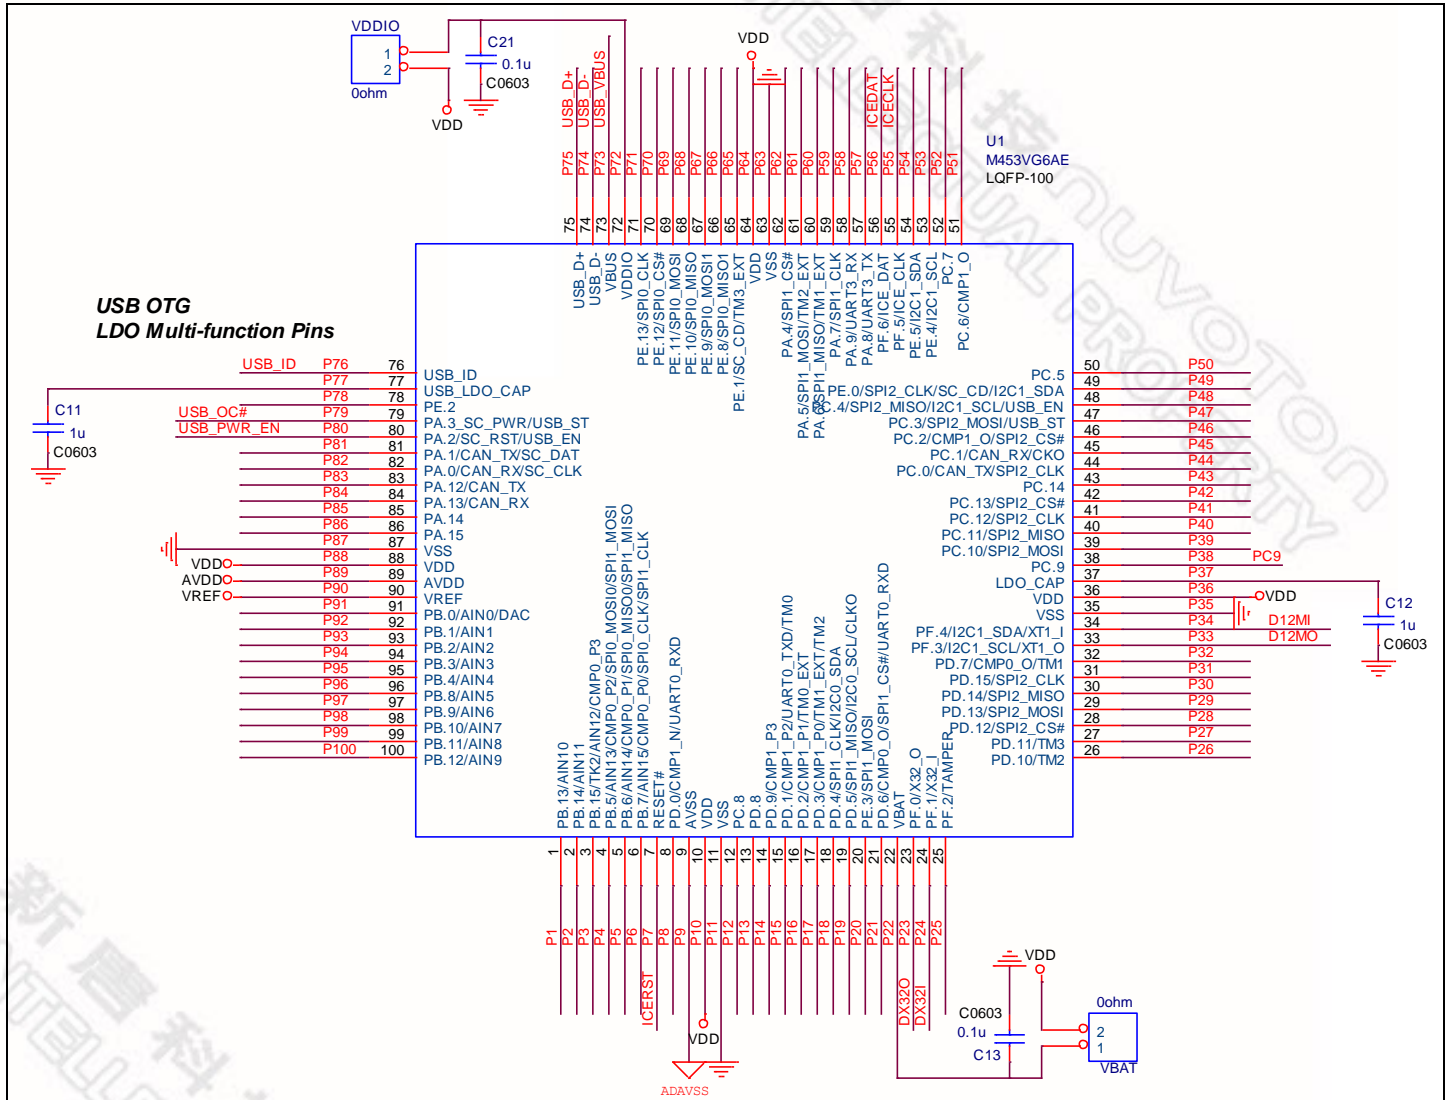 VDDIO
1
2
0ohm
VDD
C21
0.1u
C0603
VDD
U1
M453VG6AE
LQFP-100
USB_D+
USB_D-
USB_VBUS
ICEDAT
ICECLK
P75
P74
P73
P72
P71
P70
P69
P68
P67
P66
P65
P64
P63
P62
P61
P60
P59
P58
P57
P56
P55
P54
P53
P52
P51
75
74
73
72
71
70
69
68
67
66
65
64
63
62
61
60
59
58
57
56
55
54
53
52
51
USB_D+
USB_D-
VBUS
VDDIO
PE.13/SPI0_CLK
PE.12/SPI0_CS#
PE.11/SPI0_MOSI
PE.10/SPI0_MISO
PE.9/SPI0_MOSI1
PE.8/SPI0_MISO1
PE.1/SC_CD/TM3_EXT
VDD
VSS
PA.4/SPI1_CS#
PA.5/SPI1_MOSI/TM2_EXT
PA.6/SPI1_MISO/TM1_EXT
PA.7/SPI1_CLK
PA.9/UART3_RX
PA.8/UART3_TX
PF.6/ICE_DAT
PF.5/ICE_CLK
PE.5/I2C1_SDA
PE.4/I2C1_SCL
PC.7
PC.6/CMP1_O
USB OTG
LDO Multi-function Pins
USB_ID P76 76 USB_ID
P77 77 USB_LDO_CAP
P78 78 PE.2
USB_OC# P79 79 PA.3_SC_PWR/USB_ST
USB_PWR_EN P80 80 PA.2/SC_RST/USB_EN
P81 81 PA.1/CAN_TX/SC_DAT
P82 82 PA.0/CAN_RX/SC_CLK
P83 83 PA.12/CAN_TX
P84 84 PA.13/CAN_RX
P85 85 PA.14
P86 86 PA.15
P87 87 VSS
VDD P88 88 VDD
AVDD P89 89 AVDD
VREF P90 90 VREF
P91 91 PB.0/AIN0/DAC
P92 92 PB.1/AIN1
P93 93 PB.2/AIN2
P94 94 PB.3/AIN3
P95 95 PB.4/AIN4
P96 96 PB.8/AIN5
P97 97 PB.9/AIN6
P98 98 PB.10/AIN7
P99 99 PB.11/AIN8
P100 100 PB.12/AIN9
C11
1u
C0603
PC.5 50 P50
PE.0/SPI2_CLK/SC_CD/I2C1_SDA 49 P49
PC.4/SPI2_MISO/I2C1_SCL/USB_EN 48 P48
PC.3/SPI2_MOSI/USB_ST 47 P47
PC.2/CMP1_O/SPI2_CS# 46 P46
PC.1/CAN_RX/CKO 45 P45
PC.0/CAN_TX/SPI2_CLK 44 P44
PC.14 43 P43
PC.13/SPI2_CS# 42 P42
PC.12/SPI2_CLK 41 P41
PC.11/SPI2_MISO 40 P40
PC.10/SPI2_MOSI 39 P39
PC.9 38 P38 PC9
LDO_CAP 37 P37
VDD 36 P36 VDD
VSS 35 P35
PF.4/I2C1_SDA/XT1_I 34 P34 D12MI
PF.3/I2C1_SCL/XT1_O 33 P33 D12MO
PD.7/CMP0_O/TM1 32 P32
PD.15/SPI2_CLK 31 P31
PD.14/SPI2_MISO 30 P30
PD.13/SPI2_MOSI 29 P29
PD.12/SPI2_CS# 28 P28
PD.11/TM3 27 P27
PD.10/TM2 26 P26
C12
1u
C0603
PB.13/AIN10
PB.14/AIN11
PB.15/TK2/AIN12/CMP0_P3
PB.5/AIN13/CMP0_P2/SPI0_MOSI0/SPI1_MOSI
PB.6/AIN14/CMP0_P1/SPI0_MISO0/SPI1_MISO
PB.7/AIN15/CMP0_P0/SPI0_CLK/SPI1_CLK
RESET#
PD.0/CMP1_N/UART0_RXD
AVSS
VDD
VSS
PC.8
PD.8
PD.9/CMP1_P3
PD.1/CMP1_P2/UART0_TXD/TM0
PD.2/CMP1_P1/TM0_EXT
PD.3/CMP1_P0/TM1_EXT/TM2
PD.4/SPI1_CLK/I2C0_SDA
PD.5/SPI1_MISO/I2C0_SCL/CLKO
PE.3/SPI1_MOSI
PD.6/CMP0_O/SPI1_CS#/UART0_RXD
VBAT
PF.0/X32_O
PF.1/X32_I
PF.2/TAMPER
1
2
3
4
5
6
7
8
9
10
11
12
13
14
15
16
17
18
19
20
21
22
23
24
25
P1
P2
P3
P4
P5
P6
P7
P8
P9
P10
P11
P12
P13
P14
P15
P16
P17
P18
P19
P20
P21
P22
P23
P24
P25
ICERST
DX32O
DX32I
VDD
ADAVSS
VDD
C0603
0.1u
C13
0ohm
2
1
VBAT
新唐科技 nuvoTon
INTELLECTUAL PROPERTY
新唐科技